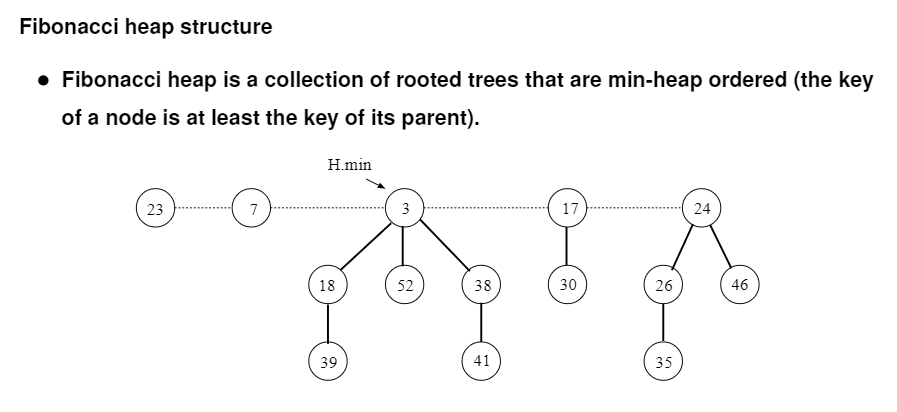 Fibonacci heap structure
● Fibonacci heap is a collection of rooted trees that are min-heap ordered (the key
of a node is at least the key of its parent).
H.min
23 7 3 17 24
18 52 38 30 26 46
39 41 35